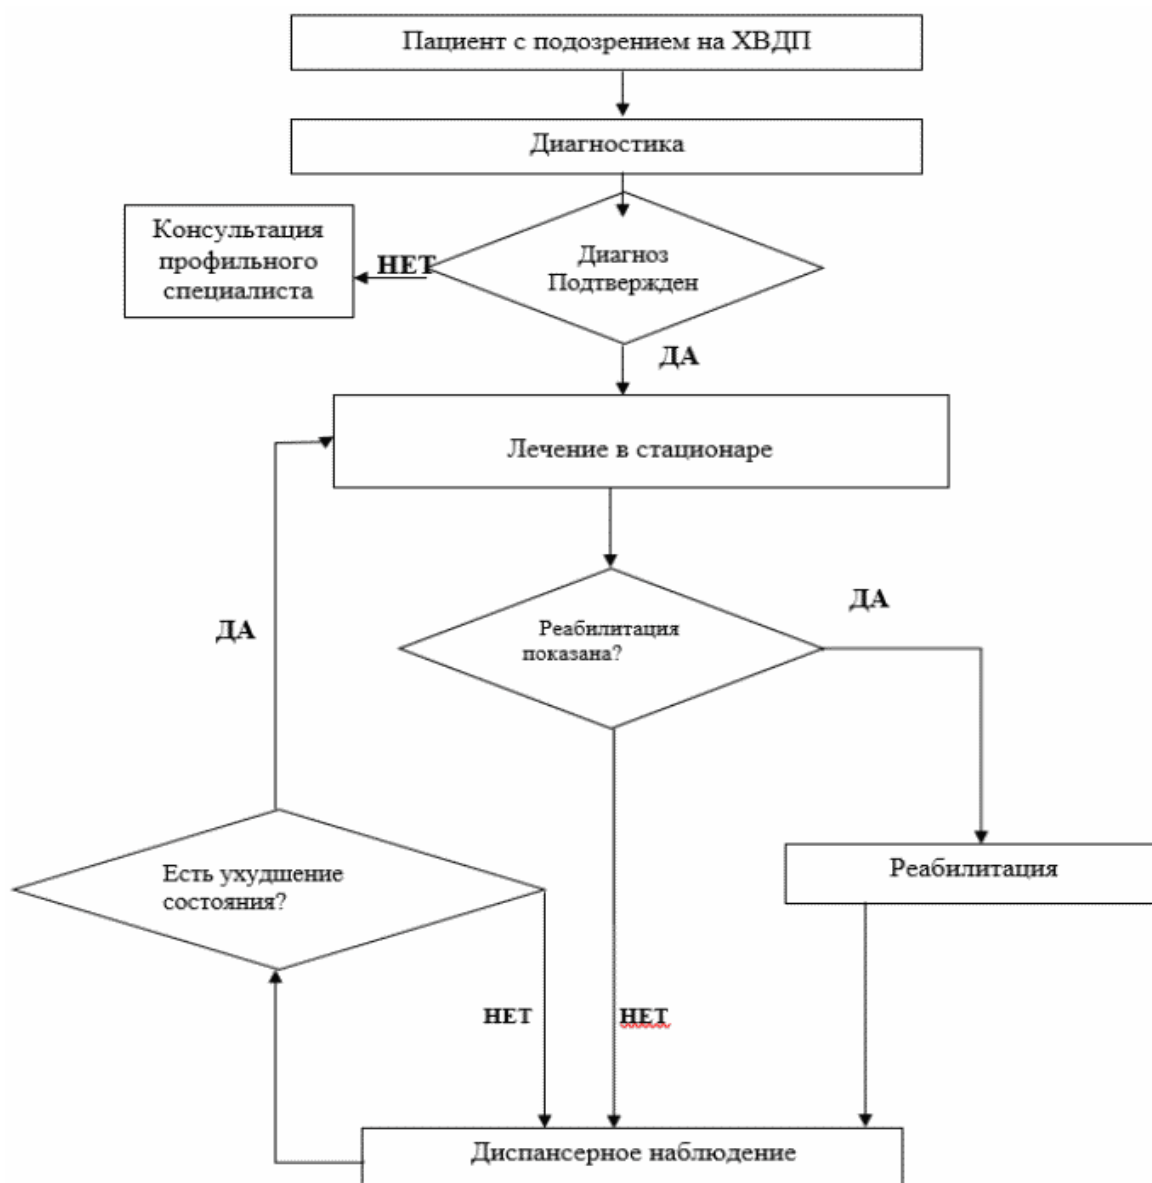 Пациент с подозрением на ХВДП
Диагностика
Консультация
профильного
специалиста
НЕТ
Диагноз
Подтвержден
ДА
Лечение в стационаре
ДА
Реабилитация
показана?
ДА
Есть ухудшение
состояния?
Реабилитация
НЕТ
НЕТ
Диспансерное наблюдение